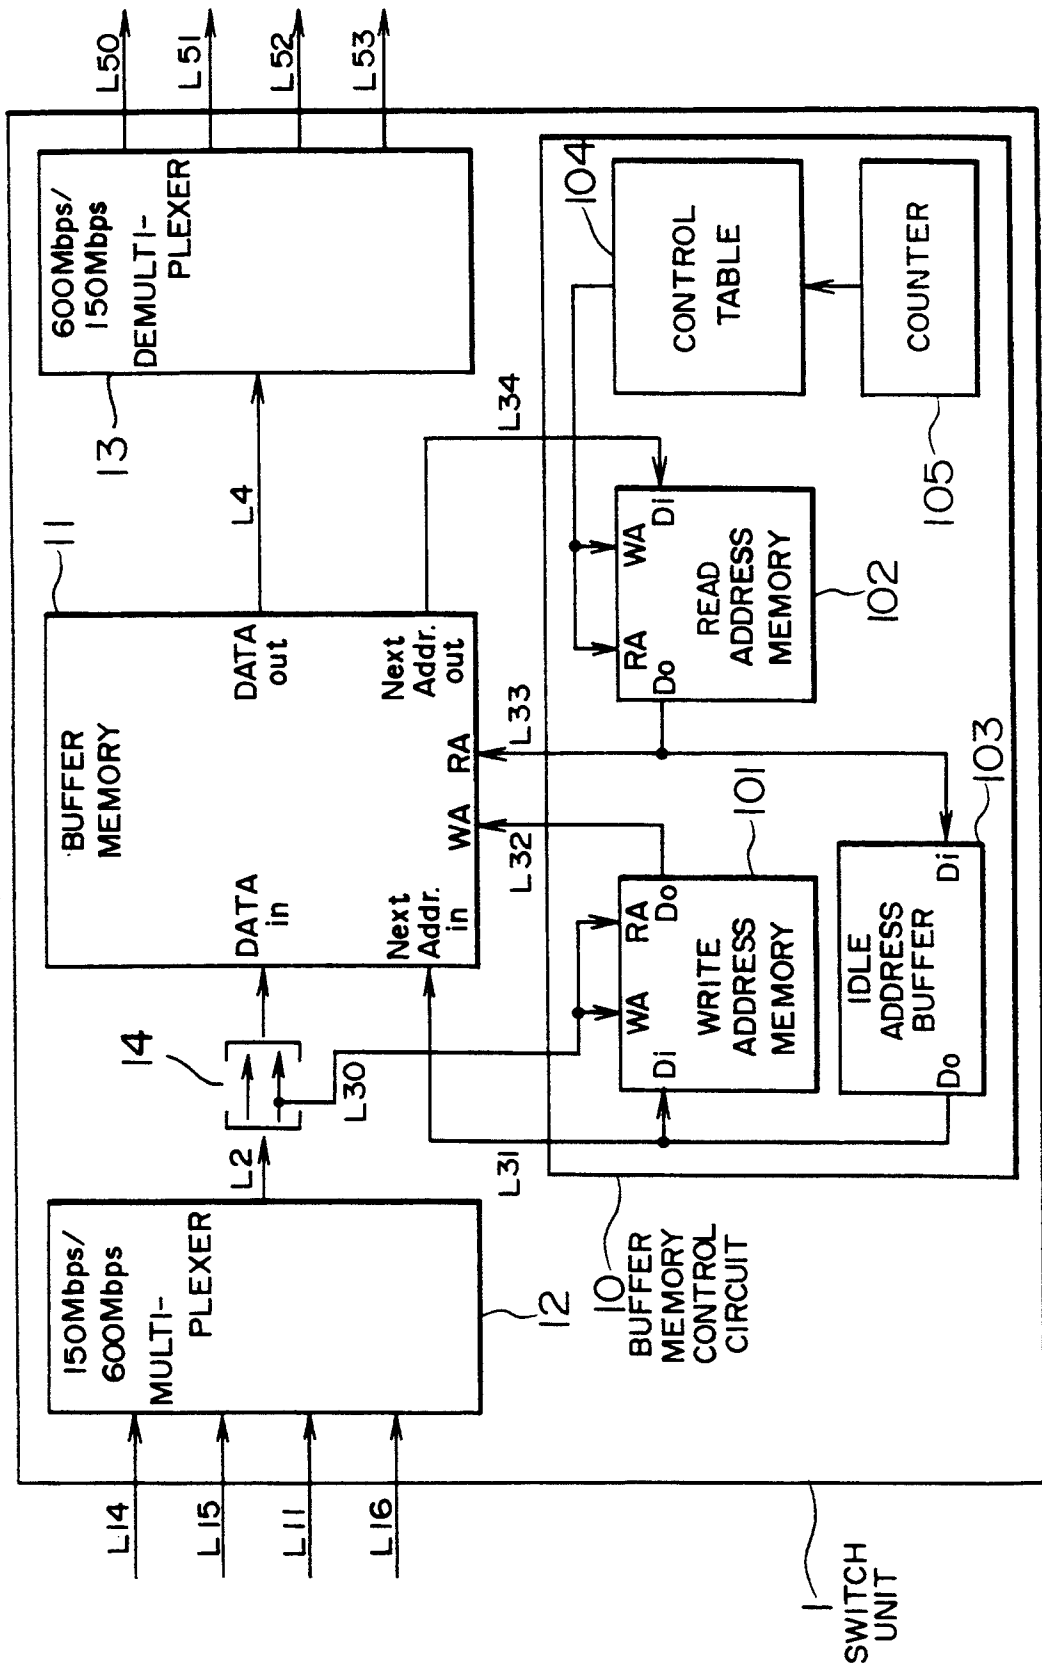 L14
L15
L11
L16
150Mbps/
600Mbps
MULTI-
PLEXER
12
L2
14
L30
L31
BUFFER
MEMORY
11
DATA
in
DATA
out
Next
Addr.
in
WA
RA
Next
Addr.
out
L4
L32
L33
L34
600Mbps/
150Mbps
DEMULTI-
PLEXER
13
L50
L51
L52
L53
10
BUFFER
MEMORY
CONTROL
CIRCUIT
WA
RA
Di
Do
WRITE
ADDRESS
MEMORY
101
RA
WA
Do
Di
READ
ADDRESS
MEMORY
102
IDLE
ADDRESS
BUFFER
Do
Di
103
CONTROL
TABLE
104
COUNTER
105
1
SWITCH
UNIT